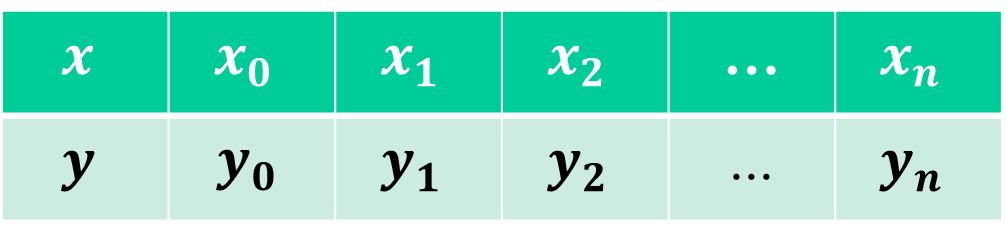 x x₀ x₁ x₂ … xₙ
y y₀ y₁ y₂ … yₙ